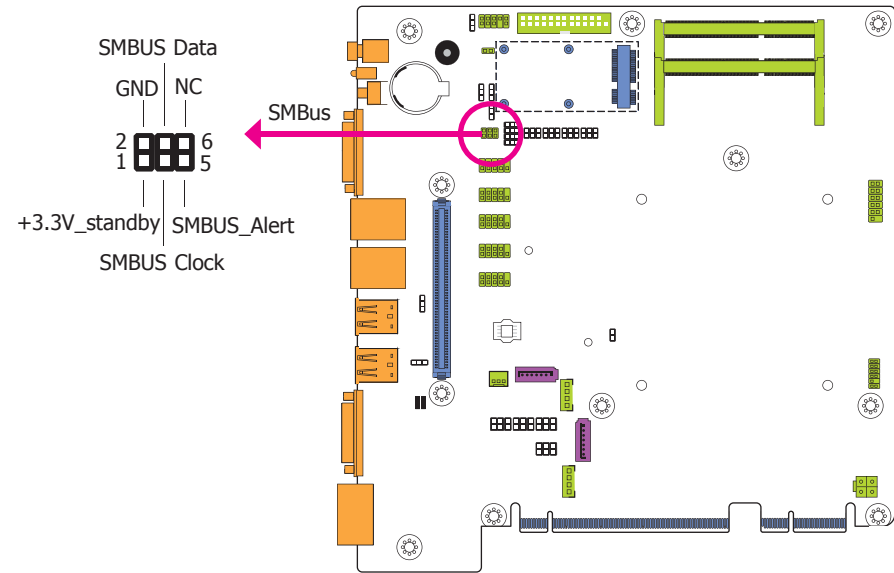 SMBUS Data
GND NC
SMBus
2 6
1 5
+3.3V_standby SMBUS_Alert
SMBUS Clock